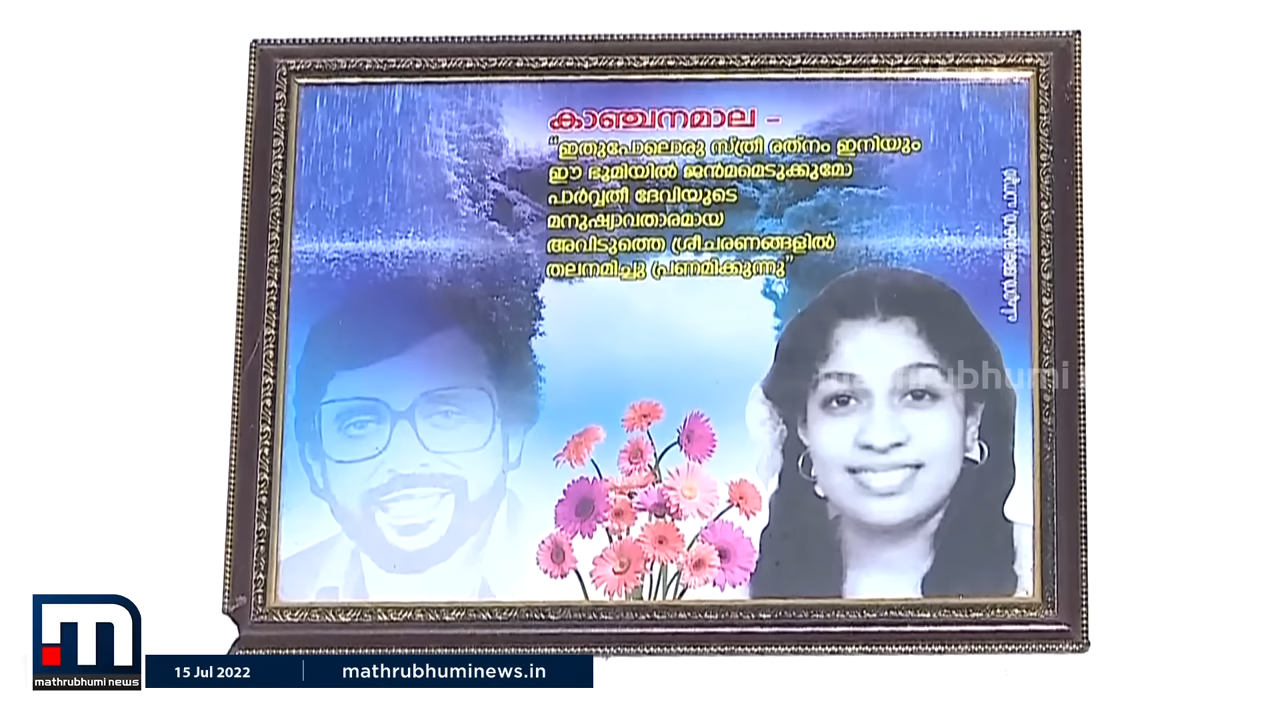 കാഞ്ചനമാല –
“ഇതുപോലൊരു സ്ത്രീ രത്നം ഇനിയും
ഈ ഭൂമിയിൽ ജൻമമെടുക്കുമോ
പാർവ്വതീ ദേവിയുടെ
മനുഷ്യാവതാരമായ
അവിടുത്തെ ശ്രീചരണങ്ങളിൽ
തലനമിച്ചു പ്രണമിക്കുന്നു”
mathrubhumi
mathrubhumi news
15 Jul 2022
mathrubhuminews.in